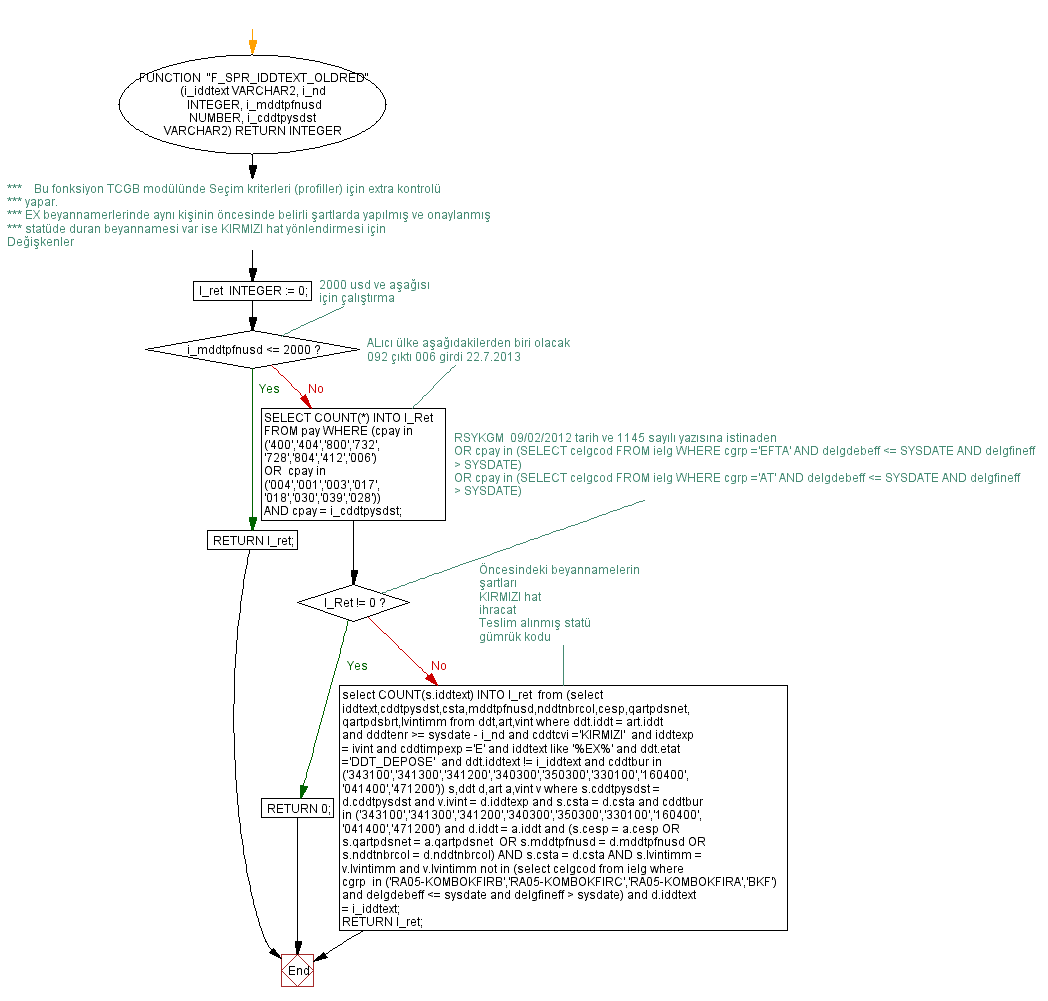 FUNCTION "F_SPR_IDDTEXT_OLDRED"
(i_iddtext VARCHAR2, i_nd
INTEGER, i_mddtpfnusd
NUMBER, i_cddtpysdst
VARCHAR2) RETURN INTEGER
*** Bu fonksiyon TCGB modülünde Seçim kriterleri (profiller) için extra kontrolü
*** yapar.
*** EX beyannamerlerinde aynı kişinin öncesinde belirli şartlarda yapılmış ve onaylanmış
*** statüde duran beyannamesi var ise KIRMIZI hat yönlendirmesi için
Değişkenler
l_ret INTEGER := 0;
2000 usd ve aşağısı
için çalıştırma
i_mddtpfnusd <= 2000 ?
ALıcı ülke aşağıdakilerden biri olacak
092 çıktı 006 girdi 22.7.2013
Yes
No
SELECT COUNT(*) INTO l_Ret
FROM pay WHERE (cpay in
('400','404','800','732',
'728','804','412','006')
OR cpay in
('004','001','003','017',
'018','030','039','028'))
AND cpay = i_cddtpysdst;
RSYKGM 09/02/2012 tarih ve 1145 sayılı yazısına istinaden
OR cpay in (SELECT celgcod FROM ielg WHERE cgrp ='EFTA' AND delgdebeff <= SYSDATE AND delgfineff
> SYSDATE)
OR cpay in (SELECT celgcod FROM ielg WHERE cgrp ='AT' AND delgdebeff <= SYSDATE AND delgfineff
> SYSDATE)
RETURN l_ret;
l_Ret != 0 ?
Öncesindeki beyannamelerin
şartları
KIRMIZI hat
ihracat
Teslim alınmış statü
gümrük kodu
Yes
No
select COUNT(s.iddtext) INTO l_ret from (select
iddtext,cddtpysdst,csta,mddtpfnusd,nddtnbrcol,cesp,qartpdsnet,
qartpdsbrt,lvintimm from ddt,art,vint where ddt.iddt = art.iddt
and dddtenr >= sysdate - i_nd and cddtcvi ='KIRMIZI' and iddtexp
= ivint and cddtimpexp ='E' and iddtext like '%EX%' and ddt.etat
='DDT_DEPOSE' and ddt.iddtext != i_iddtext and cddtbur in
('343100','341300','341200','340300','350300','330100','160400',
'041400','471200')) s,ddt d,art a,vint v where s.cddtpysdst =
d.cddtpysdst and v.ivint = d.iddtexp and s.csta = d.csta and cddtbur
in ('343100','341300','341200','340300','350300','330100','160400',
'041400','471200') and d.iddt = a.iddt and (s.cesp = a.cesp OR
s.qartpdsnet = a.qartpdsnet OR s.mddtpfnusd = d.mddtpfnusd OR
s.nddtnbrcol = d.nddtnbrcol) AND s.csta = d.csta AND s.lvintimm =
v.lvintimm and v.lvintimm not in (select celgcod from ielg where
cgrp in ('RA05-KOMBOKFIRB','RA05-KOMBOKFIRC','RA05-KOMBOKFIRA','BKF')
and delgdebeff <= sysdate and delgfineff > sysdate) and d.iddtext
= i_iddtext;
RETURN l_ret;
RETURN 0;
End